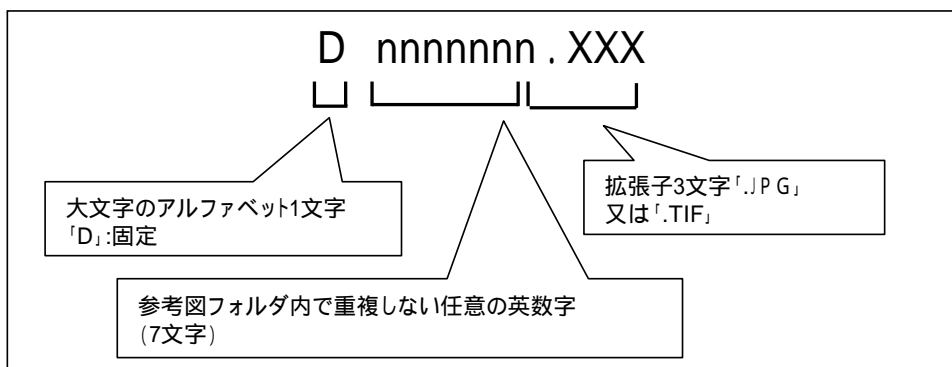 D nnnnnnn . XXX
大文字のアルファベット1文字
「D」:固定
拡張子3文字「.JPG」
又は「.TIF」
参考図フォルダ内で重複しない任意の英数字
(7文字)